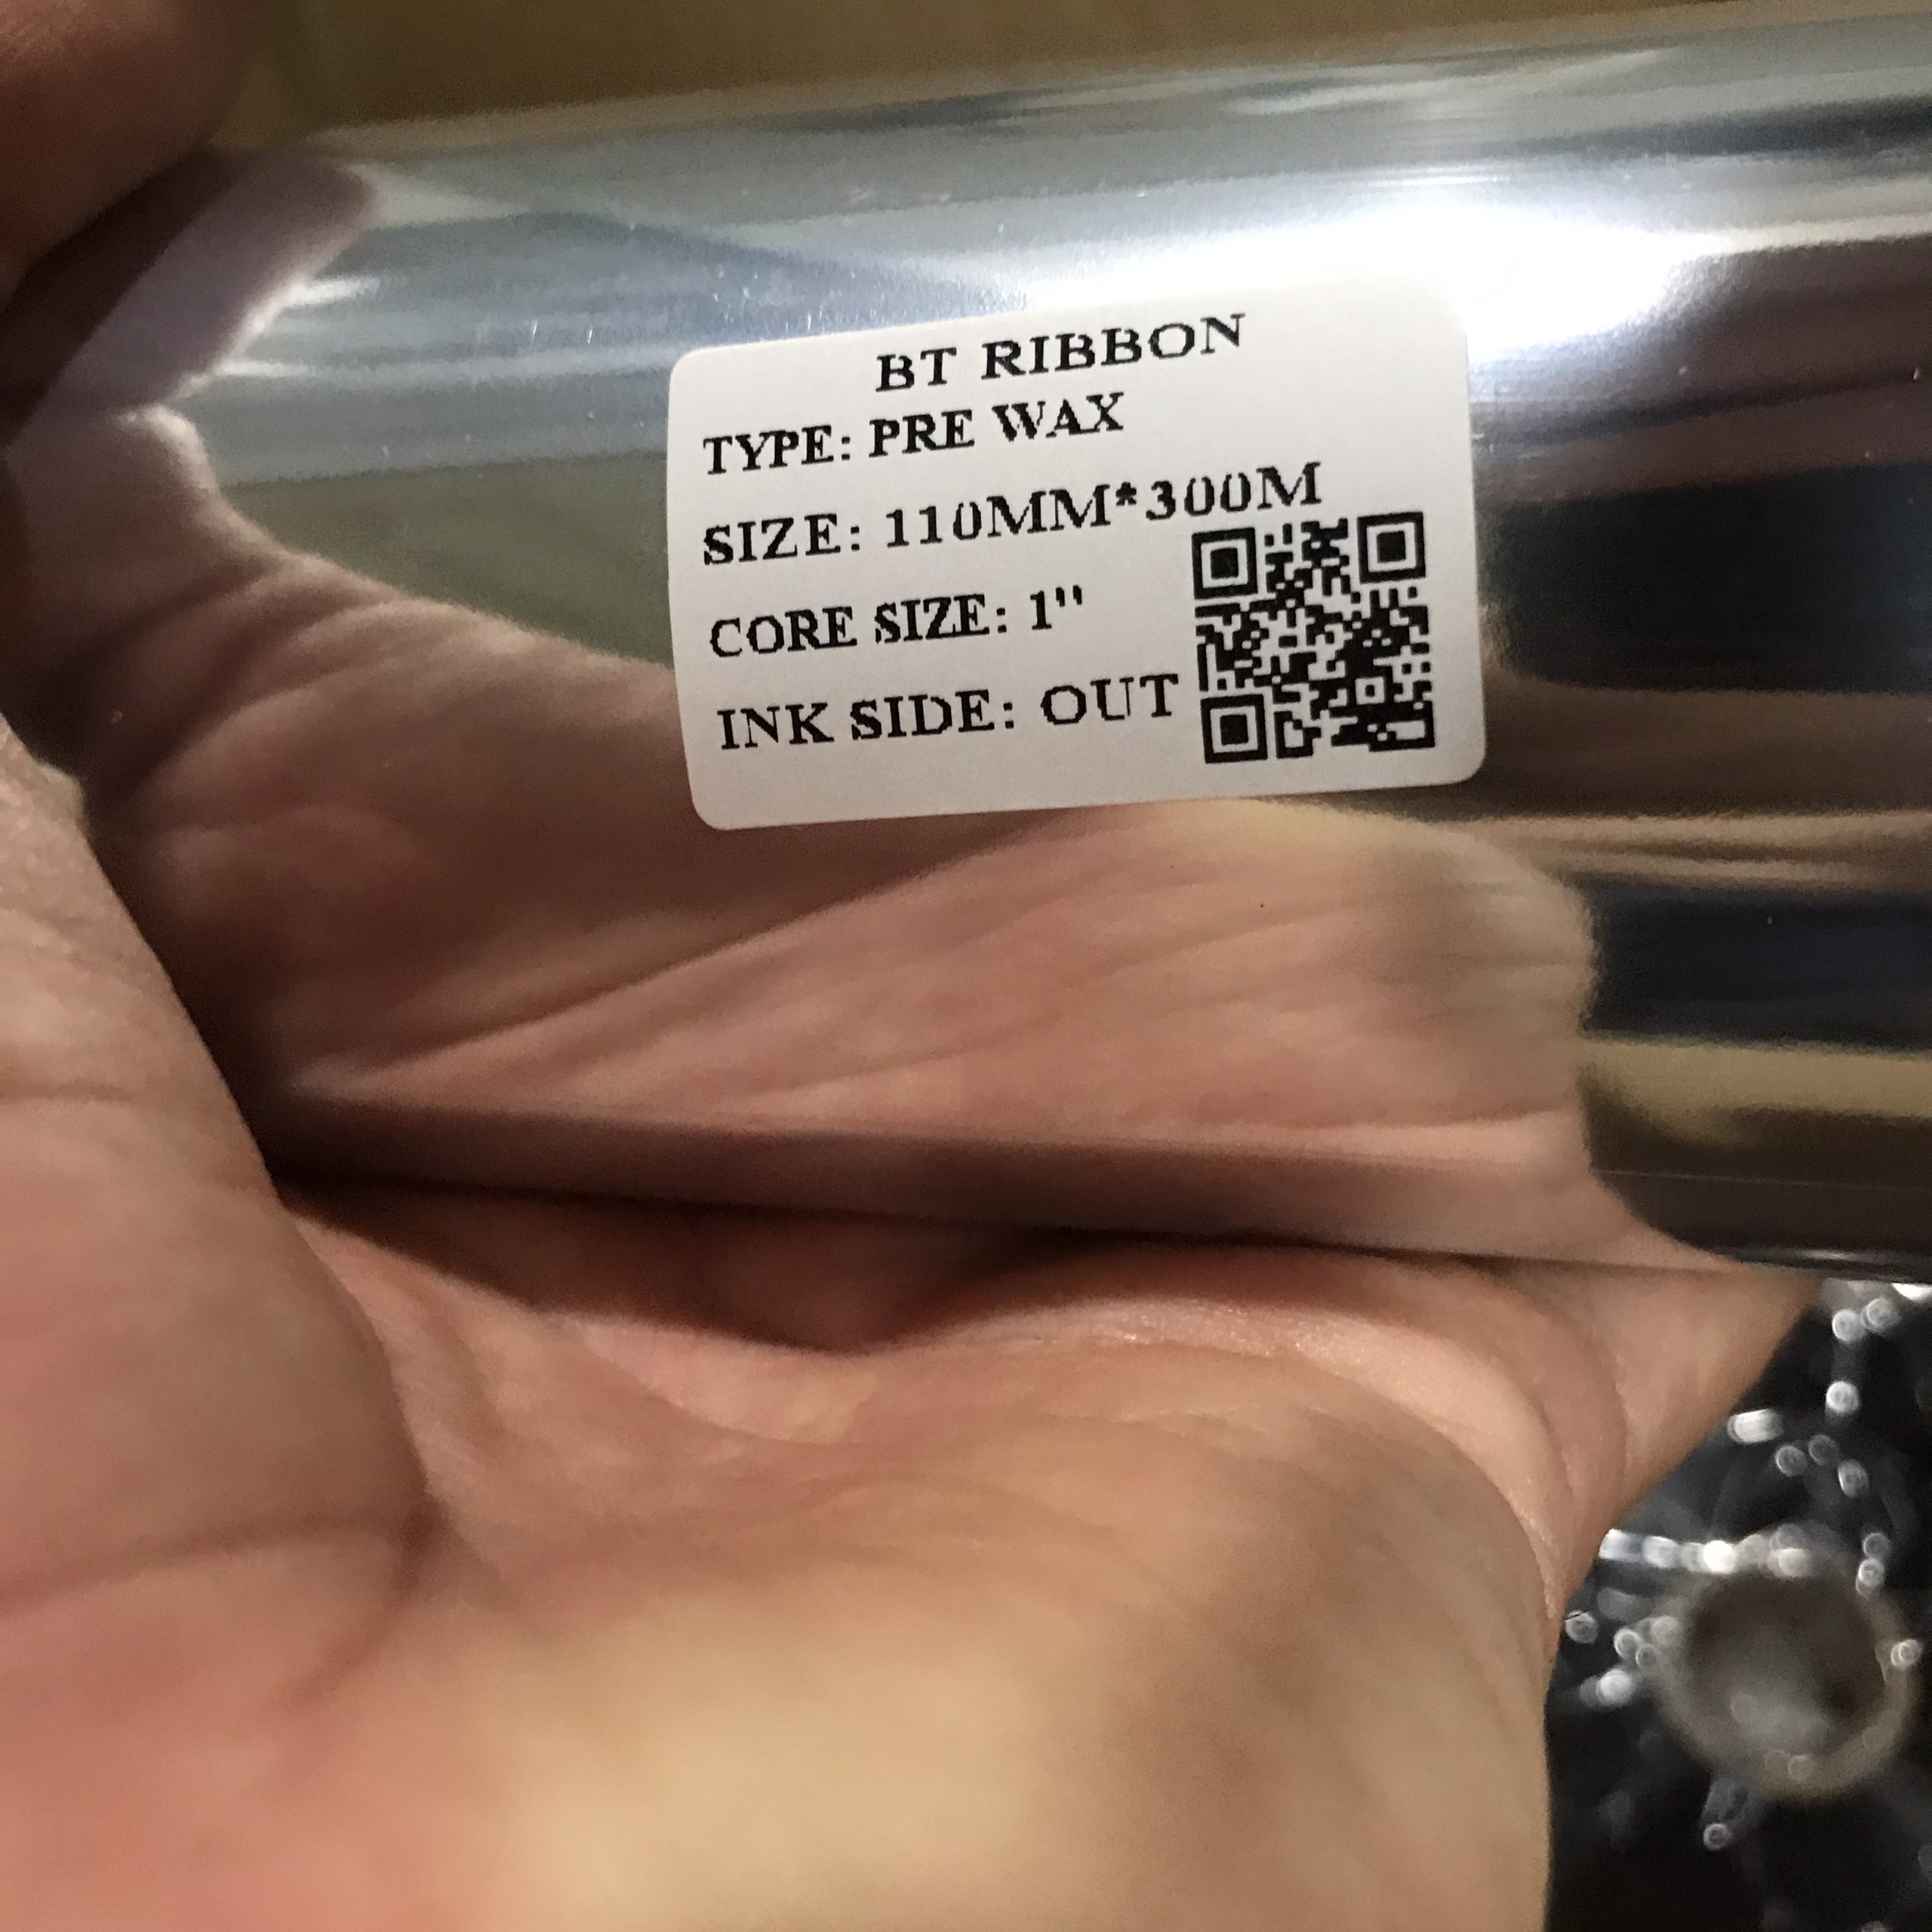 BT RIBBON
TYPE: PRE WAX
SIZE: 110MM*300M
CORE SIZE: 1"
INK SIDE: OUT